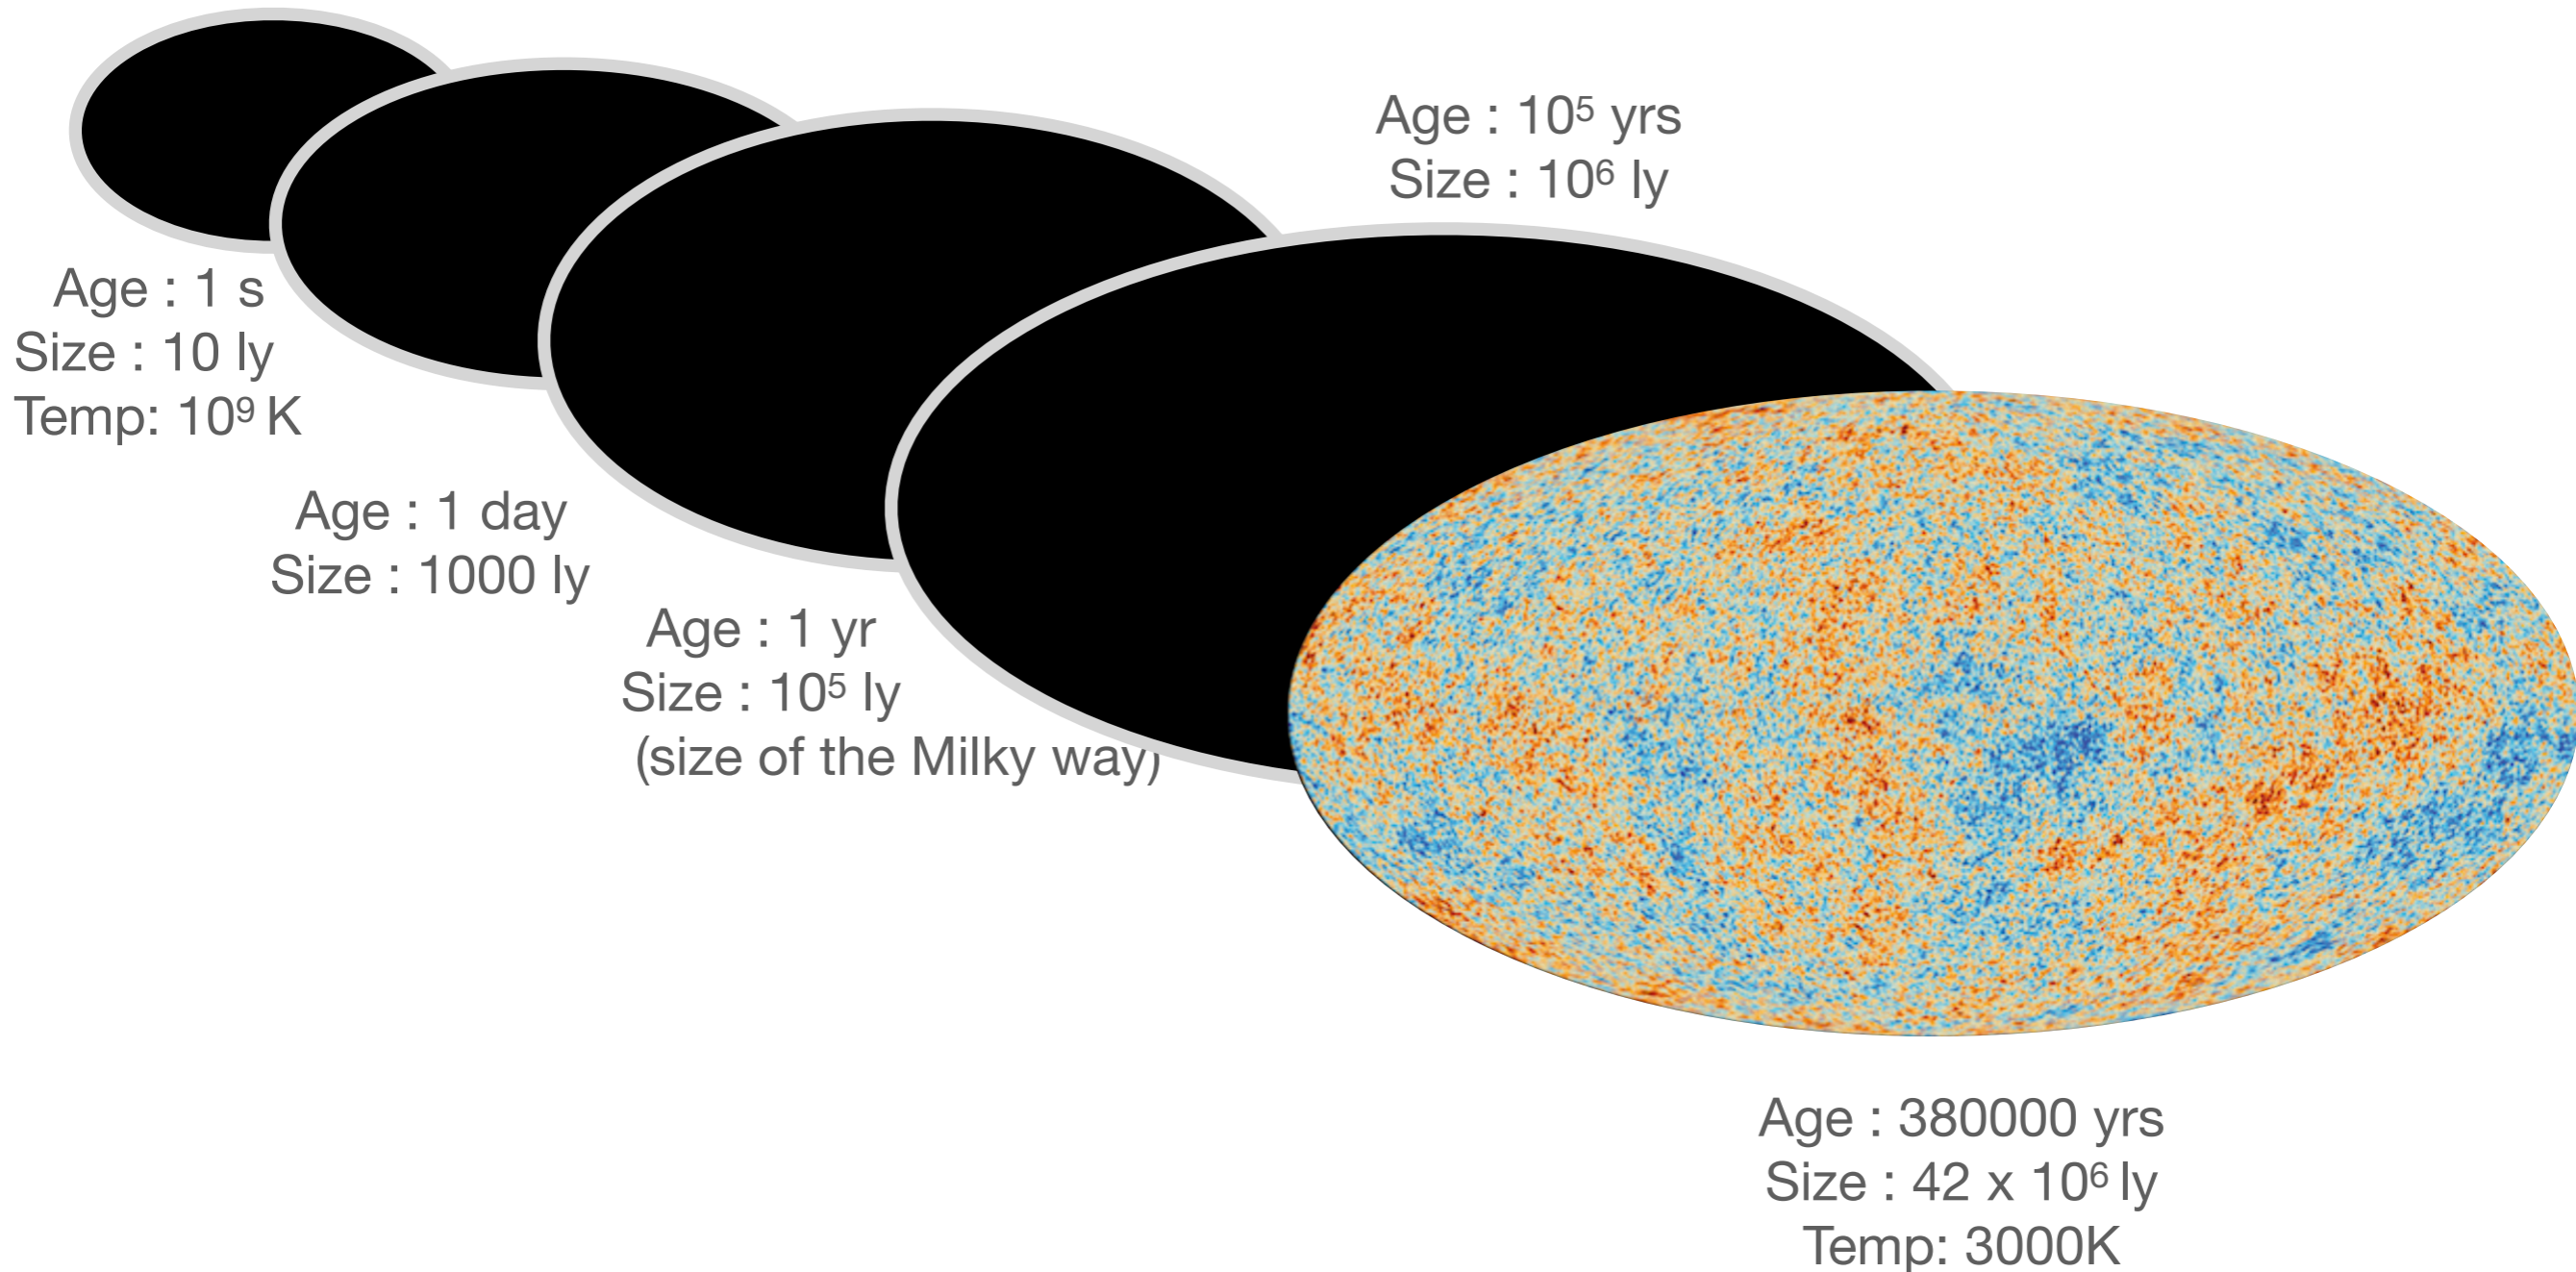 Age : 1 s
Size : 10 ly
Temp: 10⁹ K
Age : 1 day
Size : 1000 ly
Age : 1 yr
Size : 10⁵ ly
(size of the Milky way)
Age : 10⁵ yrs
Size : 10⁶ ly
Age : 380000 yrs
Size : 42 x 10⁶ ly
Temp: 3000K